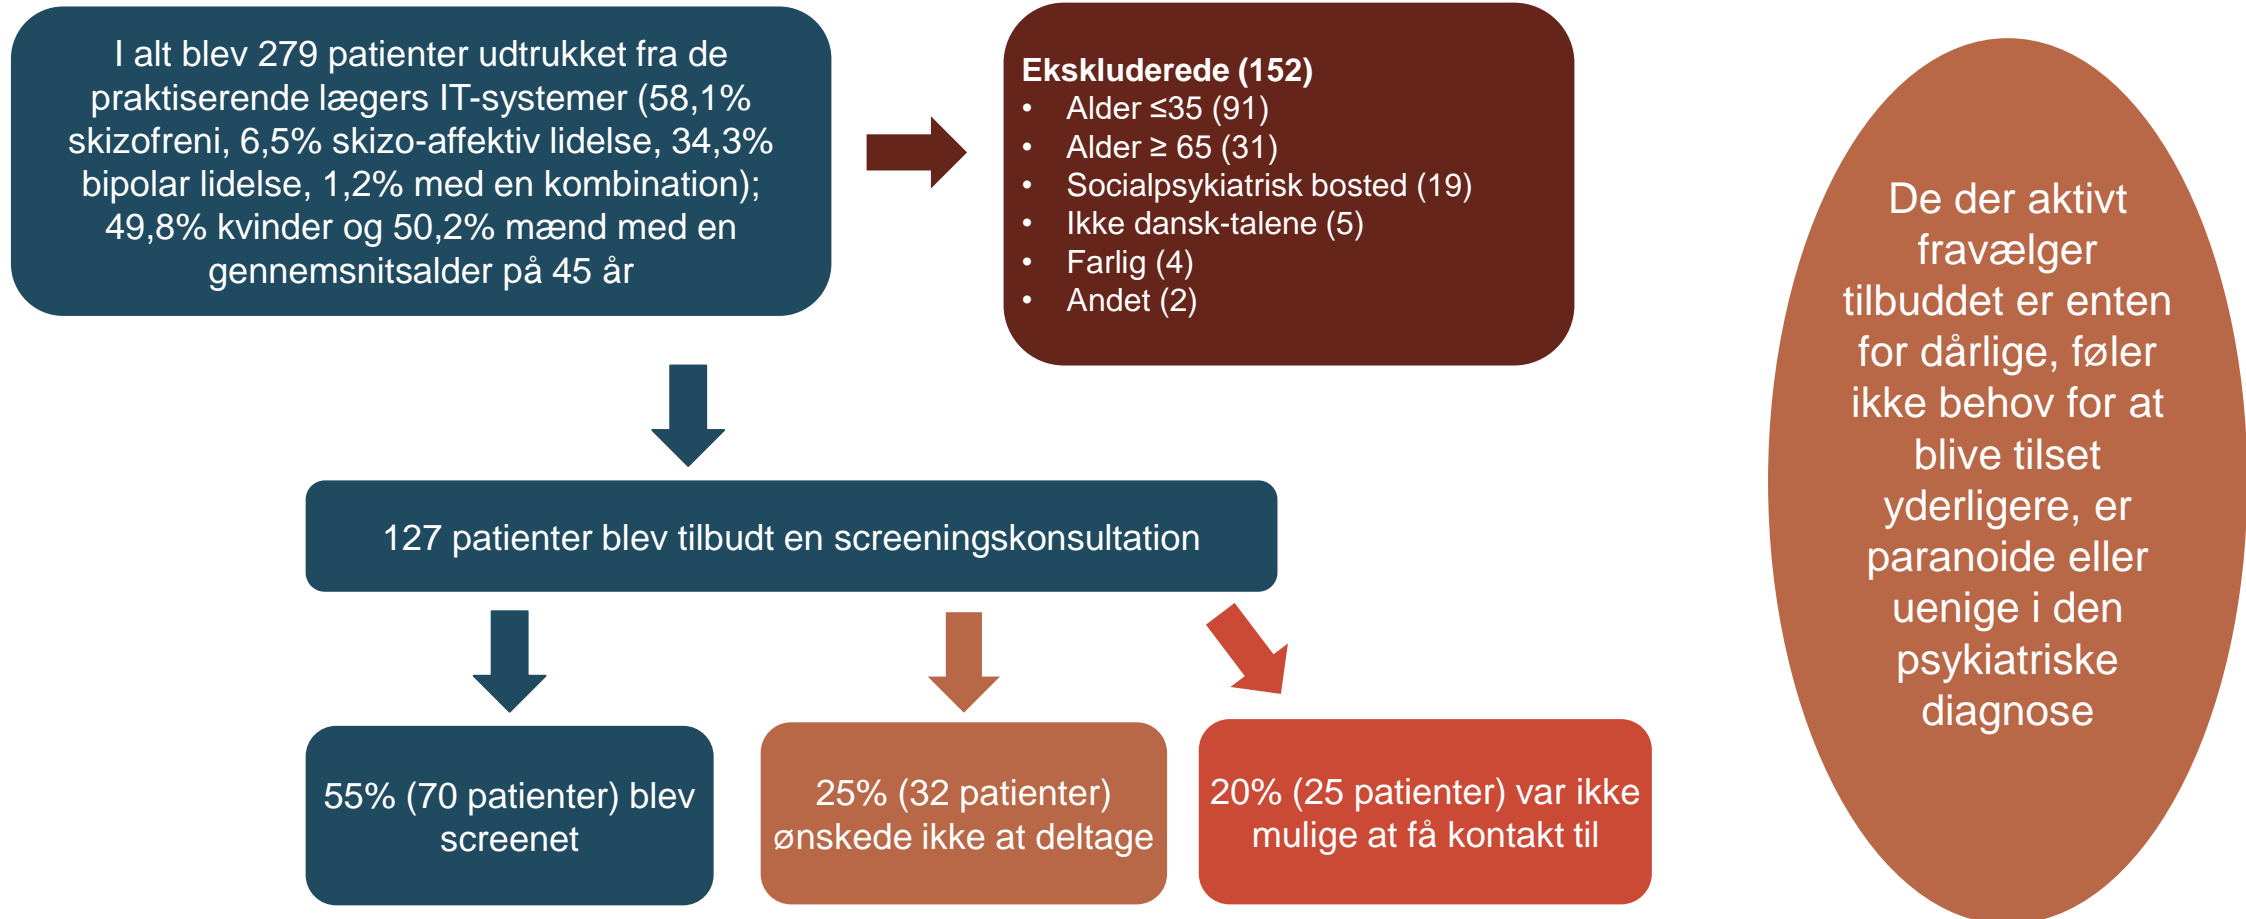 I alt blev 279 patienter udtrukket fra de
praktiserende lægers IT-systemer (58,1%
skizofreni, 6,5% skizo-affektiv lidelse, 34,3%
bipolar lidelse, 1,2% med en kombination);
49,8% kvinder og 50,2% mænd med en
gennemsnitsalder på 45 år
Ekskluderede (152)
• Alder ≤35 (91)
• Alder ≥ 65 (31)
• Socialpsykiatrisk bosted (19)
• Ikke dansk-talene (5)
• Farlig (4)
• Andet (2)
127 patienter blev tilbudt en screeningskonsultation
55% (70 patienter) blev
screenet
25% (32 patienter)
ønskede ikke at deltage
20% (25 patienter) var ikke
mulige at få kontakt til
De der aktivt
fravælger
tilbuddet er enten
for dårlige, føler
ikke behov for at
blive tilset
yderligere, er
paranoide eller
uenige i den
psykiatriske
diagnose